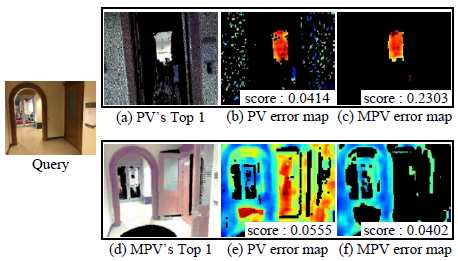 score : 0.0414
score : 0.2303
(a) PV's Top 1
(b) PV error map
(c) MPV error map
Query
score : 0.0555
score : 0.0402
(d) MPV's Top 1
(e) PV error map
(f) MPV error map